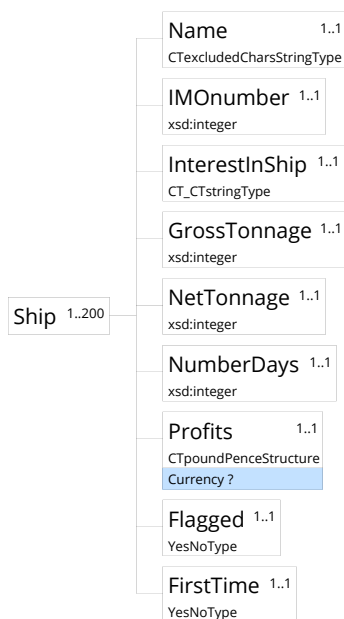 Name 1..1
CTexcludedCharsStringType
IMOnumber 1..1
xsd:integer
InterestInShip 1..1
CT_CTstringType
GrossTonnage 1..1
xsd:integer
Ship 1..200
NetTonnage 1..1
xsd:integer
NumberDays 1..1
xsd:integer
Profits 1..1
CTpoundPenceStructure
Currency ?
Flagged 1..1
YesNoType
FirstTime 1..1
YesNoType